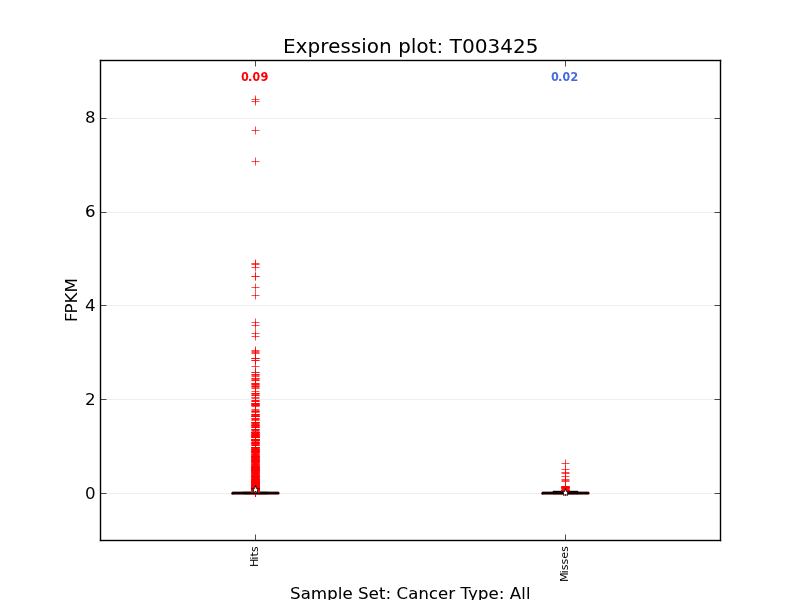 Expression plot: T003425
0.09
0.02
8
6
4
2
0
FPKM
Hits
Misses
Sample Set: Cancer Type: All